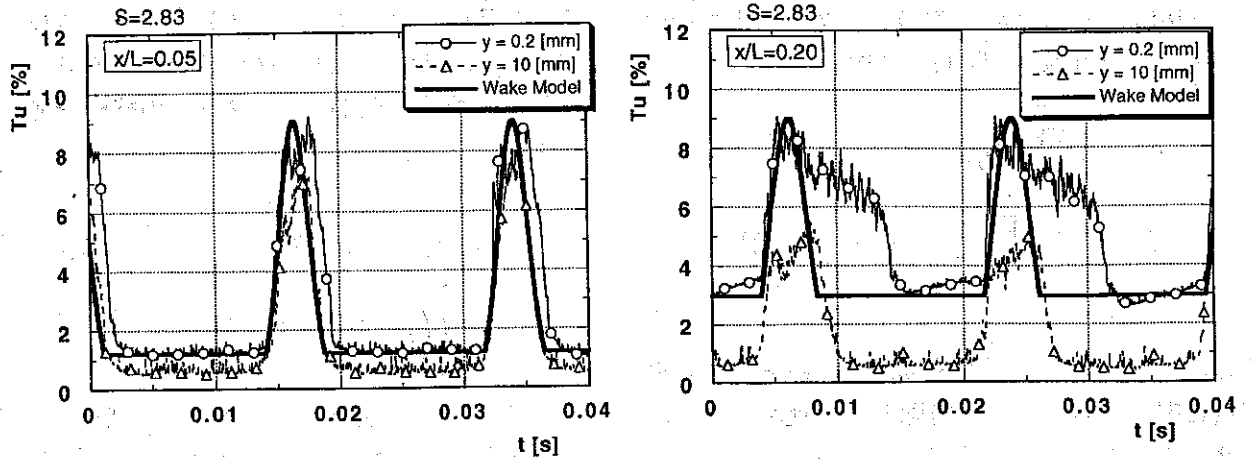 S=2.83
Tu [%]
12
10
8
6
4
2
0
x/L=0.05
y = 0.2 [mm]
y = 10 [mm]
Wake Model
0
0.01
0.02
0.03
0.04
t [s]
S=2.83
Tu [%]
12
10
8
6
4
2
0
x/L=0.20
y = 0.2 [mm]
y = 10 [mm]
Wake Model
0
0.01
0.02
0.03
0.04
t [s]